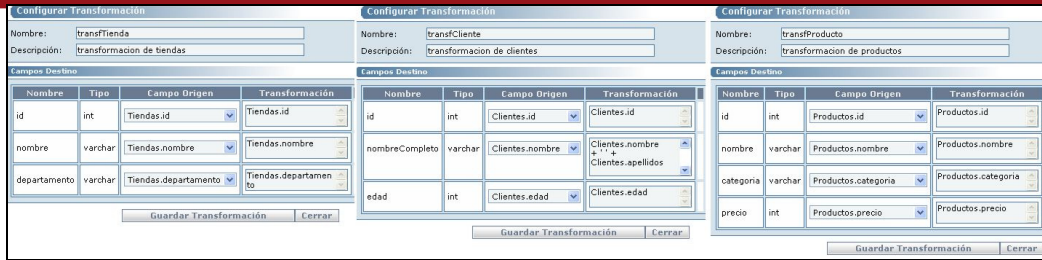 Configurar Transformación
Nombre: transfTienda
Descripción: transformacion de tiendas
Campos Destino
Nombre Tipo Campo Origen Transformación
id int Tiendas.id Tiendas.id
nombre varchar Tiendas.nombre Tiendas.nombre
departamento varchar Tiendas.departamento Tiendas.departamen
to
Guardar Transformación Cerrar
Configurar Transformación
Nombre: transfCliente
Descripción: transformacion de clientes
Campos Destino
Nombre Tipo Campo Origen Transformación
id int Clientes.id Clientes.id
nombreCompleto varchar Clientes.nombre Clientes.nombre
+ ' ' +
Clientes.apellidos
edad int Clientes.edad Clientes.edad
Guardar Transformación Cerrar
Configurar Transformación
Nombre: transfProducto
Descripción: transformacion de productos
Campos Destino
Nombre Tipo Campo Origen Transformación
id int Productos.id Productos.id
nombre varchar Productos.nombre Productos.nombre
categoria varchar Productos.categoria Productos.categoria
precio int Productos.precio Productos.precio
Guardar Transformación Cerrar